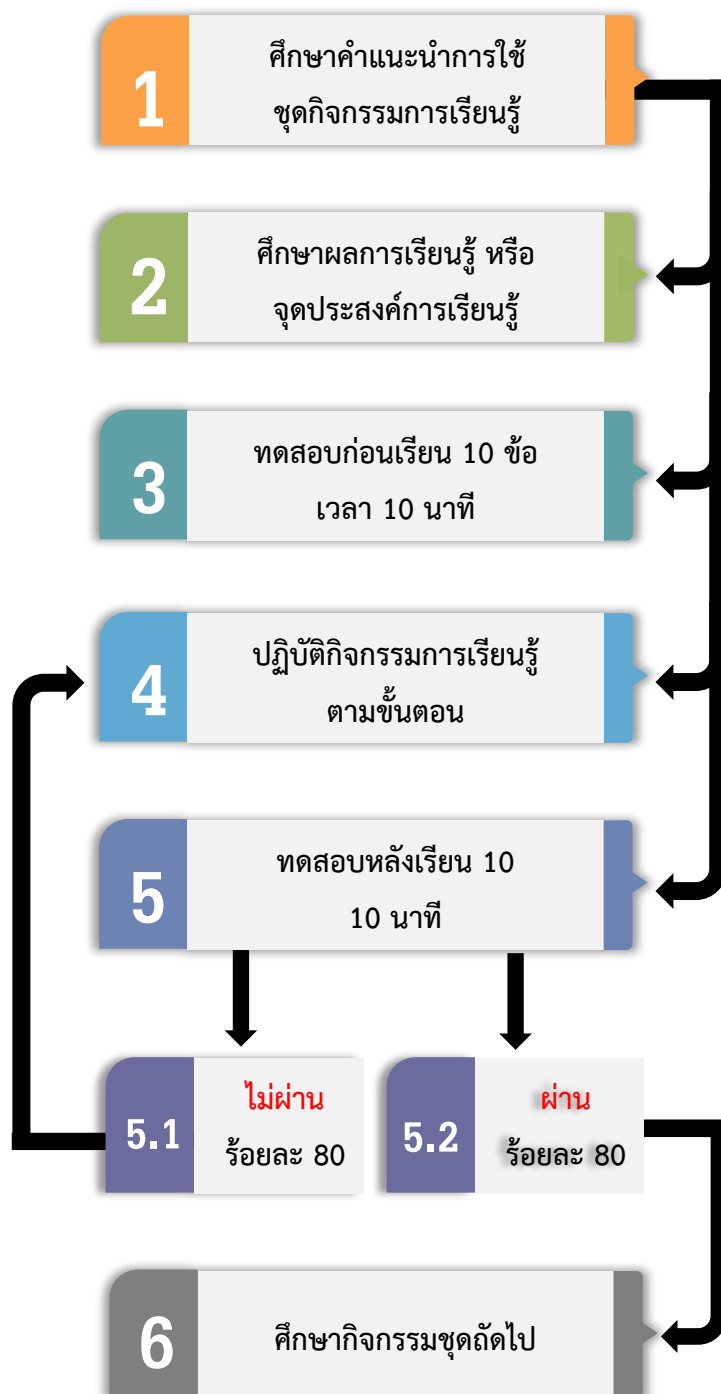 1
ศึกษาคำแนะนำการใช้
ชุดกิจกรรมการเรียนรู้
2
ศึกษาผลการเรียนรู้ หรือ
จุดประสงค์การเรียนรู้
3
ทดสอบก่อนเรียน 10 ข้อ
เวลา 10 นาที
4
ปฏิบัติกิจกรรมการเรียนรู้
ตามขั้นตอน
5
ทดสอบหลังเรียน 10
10 นาที
5.1
ไม่ผ่าน
ร้อยละ 80
5.2
ผ่าน
ร้อยละ 80
6
ศึกษากิจกรรมชุดถัดไป